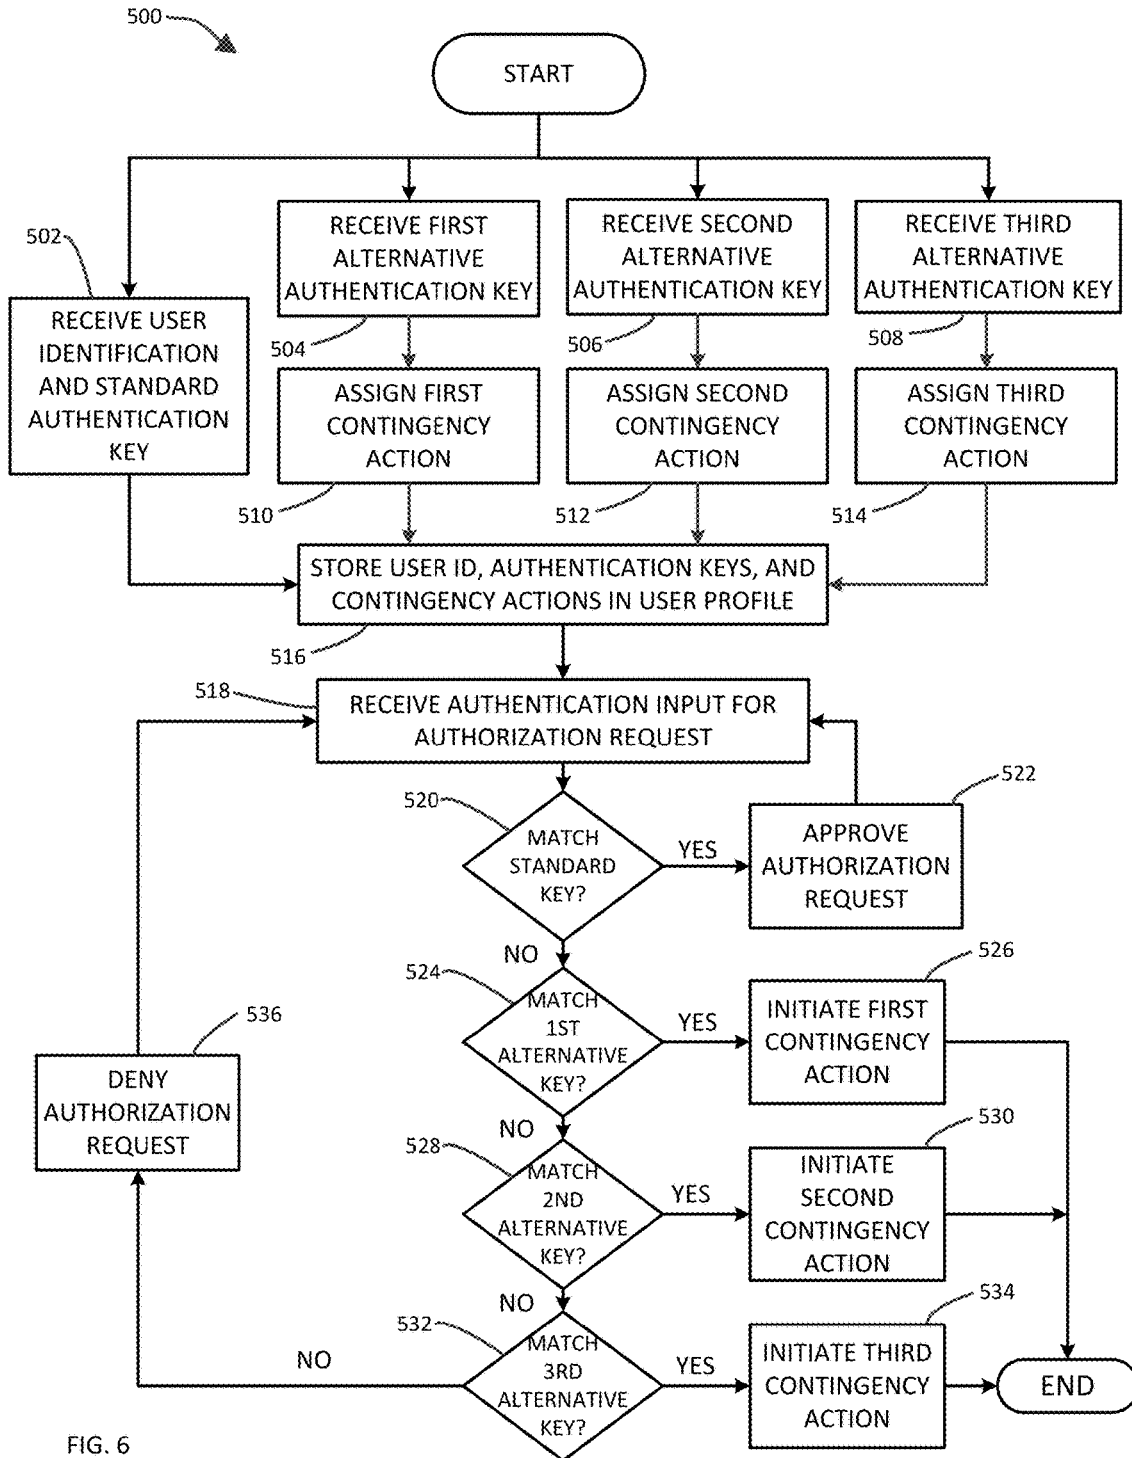 500
START
502
RECEIVE USER
IDENTIFICATION
AND STANDARD
AUTHENTICATION
KEY
RECEIVE FIRST
ALTERNATIVE
AUTHENTICATION KEY
504
RECEIVE SECOND
ALTERNATIVE
AUTHENTICATION KEY
506
RECEIVE THIRD
ALTERNATIVE
AUTHENTICATION KEY
508
ASSIGN FIRST
CONTINGENCY
ACTION
510
ASSIGN SECOND
CONTINGENCY
ACTION
512
ASSIGN THIRD
CONTINGENCY
ACTION
514
STORE USER ID, AUTHENTICATION KEYS, AND
CONTINGENCY ACTIONS IN USER PROFILE
516
518
RECEIVE AUTHENTICATION INPUT FOR
AUTHORIZATION REQUEST
520
MATCH
STANDARD
KEY?
YES
522
APPROVE
AUTHORIZATION
REQUEST
NO
524
MATCH
1ST
ALTERNATIVE
KEY?
YES
526
INITIATE FIRST
CONTINGENCY
ACTION
536
DENY
AUTHORIZATION
REQUEST
NO
528
MATCH
2ND
ALTERNATIVE
KEY?
YES
530
INITIATE
SECOND
CONTINGENCY
ACTION
NO
532
MATCH
3RD
ALTERNATIVE
KEY?
NO
YES
534
INITIATE THIRD
CONTINGENCY
ACTION
END
FIG. 6